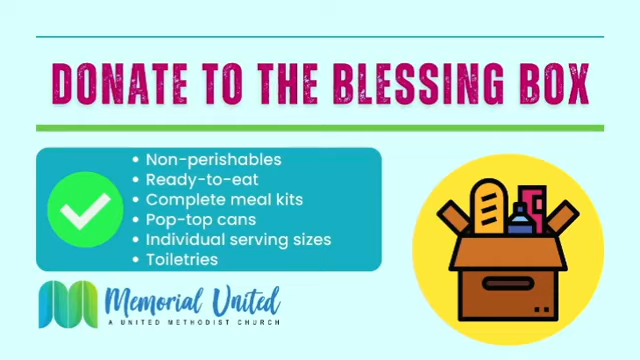 DONATE TO THE BLESSING BOX
• Non-perishables
• Ready-to-eat
• Complete meal kits
• Pop-top cans
• Individual serving sizes
• Toiletries
Memorial United
A UNITED METHODIST CHURCH